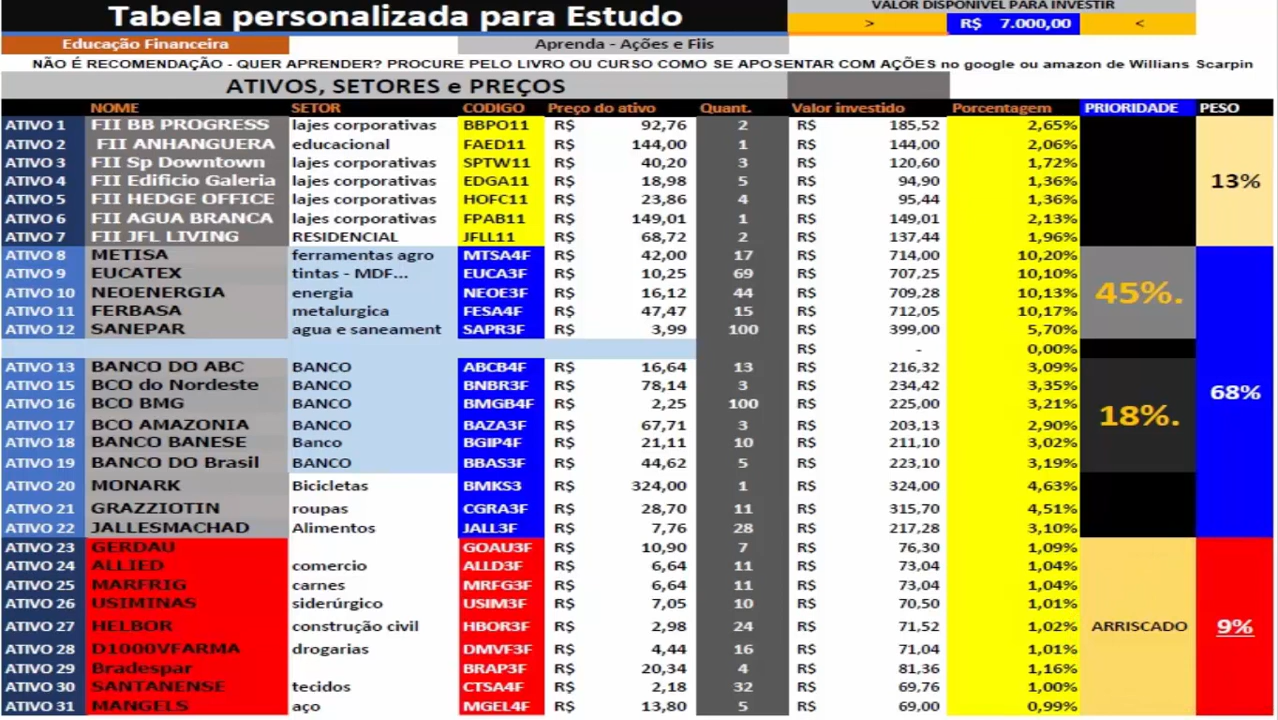 Tabela personalizada para Estudo
VALOR DISPONÍVEL PARA INVESTIR
> R$ 7.000,00 <
Educação Financeira Aprenda - Ações e Fiis
NÃO É RECOMENDAÇÃO - QUER APRENDER? PROCURE PELO LIVRO OU CURSO COMO SE APOSENTAR COM AÇÕES no google ou amazon de Willians Scarpin
ATIVOS, SETORES e PREÇOS
NOME SETOR CODIGO Preço do ativo Quant. Valor investido Porcentagem PRIORIDADE PESO
ATIVO 1 FII BB PROGRESS lajes corporativas BBPO11 R$ 92,76 2 R$ 185,52 2,65%
ATIVO 2 FII ANHANGUERA educacional FAED11 R$ 144,00 1 R$ 144,00 2,06%
ATIVO 3 FII Sp Downtown lajes corporativas SPTW11 R$ 40,20 3 R$ 120,60 1,72%
ATIVO 4 FII Edificio Galeria lajes corporativas EDGA11 R$ 18,98 5 R$ 94,90 1,36% 13%
ATIVO 5 FII HEDGE OFFICE lajes corporativas HOFC11 R$ 23,86 4 R$ 95,44 1,36%
ATIVO 6 FII AGUA BRANCA lajes corporativas FPAB11 R$ 149,01 1 R$ 149,01 2,13%
ATIVO 7 FII JFL LIVING RESIDENCIAL JFLL11 R$ 68,72 2 R$ 137,44 1,96%
ATIVO 8 METISA ferramentas agro MTSA4F R$ 42,00 17 R$ 714,00 10,20%
ATIVO 9 EUCATEX tintas - MDF... EUCA3F R$ 10,25 69 R$ 707,25 10,10%
ATIVO 10 NEOENERGIA energia NEOE3F R$ 16,12 44 R$ 709,28 10,13% 45%.
ATIVO 11 FERBASA metalurgica FESA4F R$ 47,47 15 R$ 712,05 10,17%
ATIVO 12 SANEPAR agua e saneament SAPR3F R$ 3,99 100 R$ 399,00 5,70%
R$ - 0,00%
ATIVO 13 BANCO DO ABC BANCO ABCB4F R$ 16,64 13 R$ 216,32 3,09%
ATIVO 15 BCO do Nordeste BANCO BNBR3F R$ 78,14 3 R$ 234,42 3,35% 68%
ATIVO 16 BCO BMG BANCO BMGB4F R$ 2,25 100 R$ 225,00 3,21% 18%.
ATIVO 17 BCO AMAZONIA BANCO BAZA3F R$ 67,71 3 R$ 203,13 2,90%
ATIVO 18 BANCO BANESE Banco BGIP4F R$ 21,11 10 R$ 211,10 3,02%
ATIVO 19 BANCO DO Brasil BANCO BBAS3F R$ 44,62 5 R$ 223,10 3,19%
ATIVO 20 MONARK Bicicletas BMKS3 R$ 324,00 1 R$ 324,00 4,63%
ATIVO 21 GRAZZIOTIN roupas CGRA3F R$ 28,70 11 R$ 315,70 4,51%
ATIVO 22 JALLESMACHAD Alimentos JALL3F R$ 7,76 28 R$ 217,28 3,10%
ATIVO 23 GERDAU GOAU3F R$ 10,90 7 R$ 76,30 1,09%
ATIVO 24 ALLIED comercio ALLD3F R$ 6,64 11 R$ 73,04 1,04%
ATIVO 25 MARFRIG carnes MRFG3F R$ 6,64 11 R$ 73,04 1,04%
ATIVO 26 USIMINAS siderúrgico USIM3F R$ 7,05 10 R$ 70,50 1,01%
ATIVO 27 HELBOR construção civil HBOR3F R$ 2,98 24 R$ 71,52 1,02% ARRISCADO 9%
ATIVO 28 D1000VFARMA drogarias DMVF3F R$ 4,44 16 R$ 71,04 1,01%
ATIVO 29 Bradespar BRAP3F R$ 20,34 4 R$ 81,36 1,16%
ATIVO 30 SANTANENSE tecidos CTSA4F R$ 2,18 32 R$ 69,76 1,00%
ATIVO 31 MANGELS aço MGEL4F R$ 13,80 5 R$ 69,00 0,99%